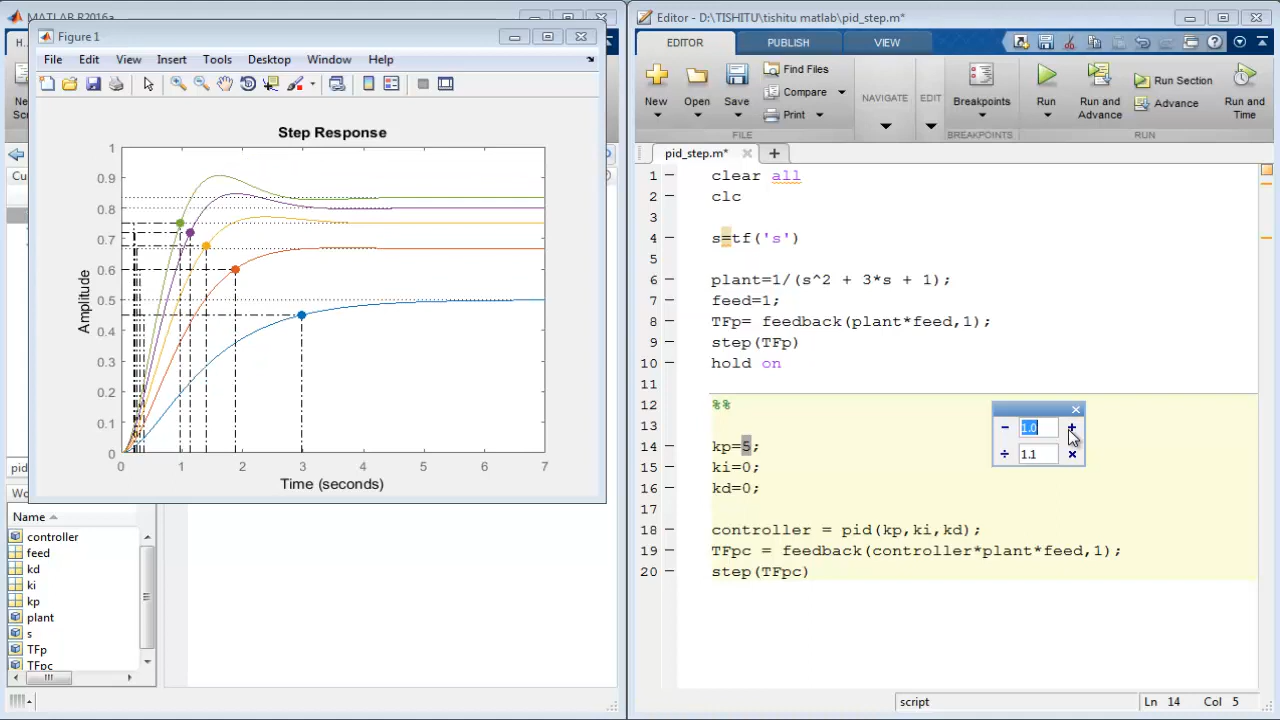 MATLAB R2016a
H
Ne
Sc
Cu
pid
Wo
Figure 1
File Edit View Insert Tools Desktop Window Help
Step Response
Amplitude
1
0.9
0.8
0.7
0.6
0.5
0.4
0.3
0.2
0.1
0
0 1 2 3 4 5 6 7
Time (seconds)
Name
controller
feed
kd
ki
kp
plant
s
TFp
TFpc
Editor - D:\TISHITU\tishitu matlab\pid_step.m*
EDITOR PUBLISH VIEW
New Open Save
Find Files
Compare
Print
FILE
NAVIGATE
EDIT
Breakpoints
BREAKPOINTS
Run
Run and Advance
Run Section
Advance
Run and Time
RUN
pid_step.m*
1 clear all
2 clc
3
4 s=tf('s')
5
6 plant=1/(s^2 + 3*s + 1);
7 feed=1;
8 TFp= feedback(plant*feed,1);
9 step(TFp)
10 hold on
11
12 %%
13
14 kp=5;
15 ki=0;
16 kd=0;
17
18 controller = pid(kp,ki,kd);
19 TFpc = feedback(controller*plant*feed,1);
20 step(TFpc)
- 1.0 +
÷ 1.1 ×
script
Ln 14 Col 5